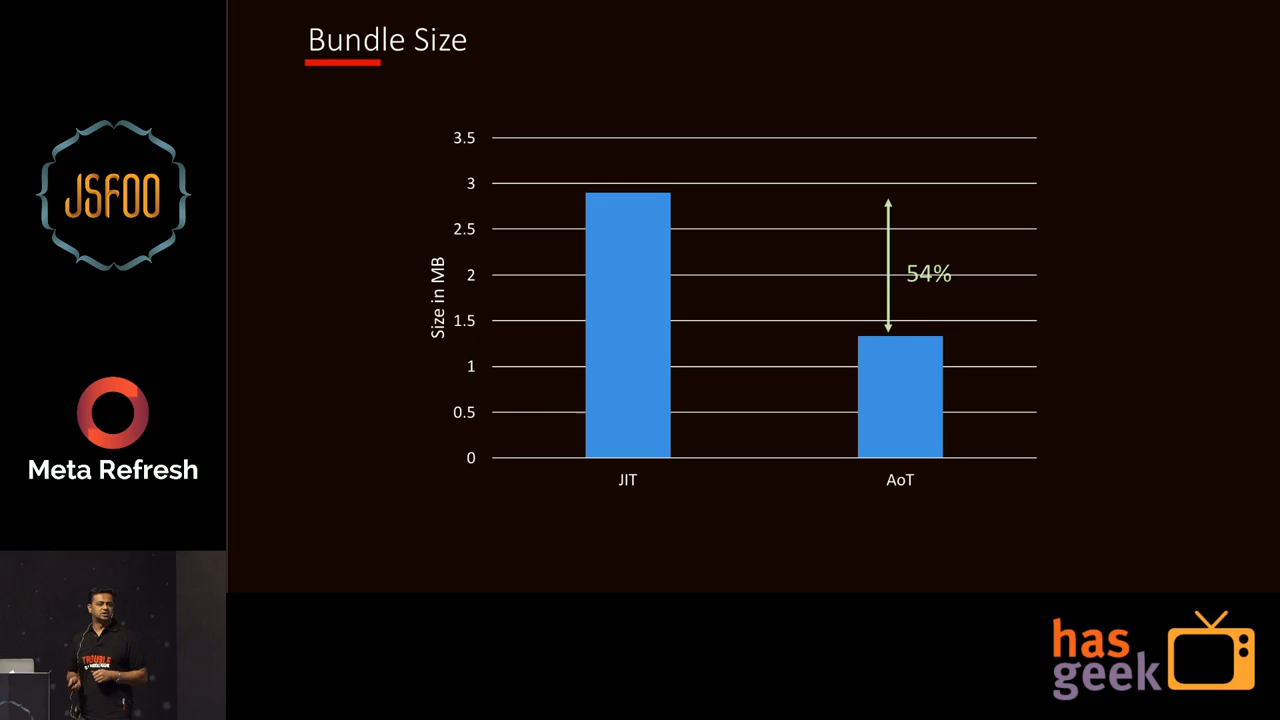 Bundle Size
JSFOO
Meta Refresh
Size in MB
3.5
3
2.5
2
1.5
1
0.5
0
54%
JIT
AoT
TROUBLE
has
geek